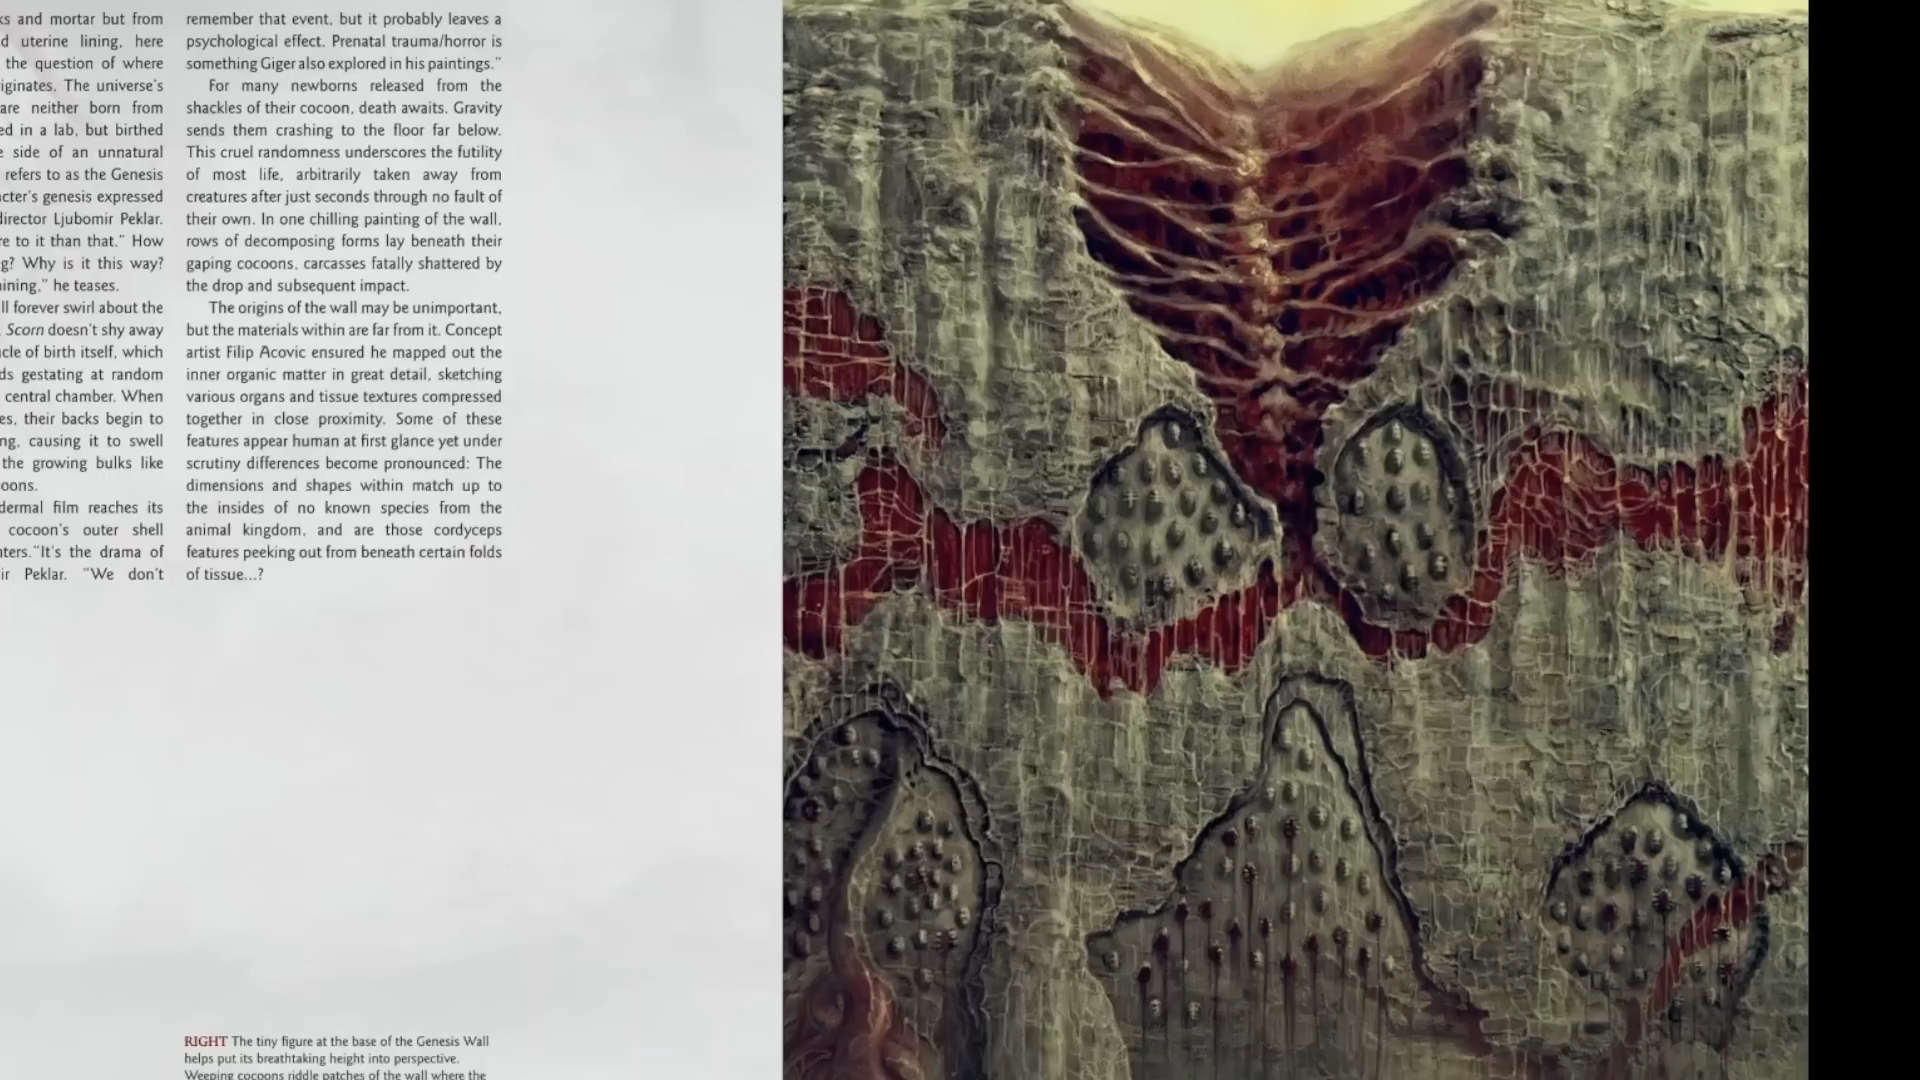 ks and mortar but from
d uterine lining, here
the question of where
iginates. The universe's
are neither born from
ed in a lab, but birthed
e side of an unnatural
refers to as the Genesis
acter's genesis expressed
director Ljubomir Peklar.
re to it than that." How
g? Why is it this way?
aining," he teases.
ll forever swirl about the
Scorn doesn't shy away
cle of birth itself, which
ds gestating at random
central chamber. When
es, their backs begin to
ng, causing it to swell
the growing bulks like
oons.
dermal film reaches its
cocoon's outer shell
nters."It's the drama of
ir Peklar. "We don't
remember that event, but it probably leaves a
psychological effect. Prenatal trauma/horror is
something Giger also explored in his paintings."
For many newborns released from the
shackles of their cocoon, death awaits. Gravity
sends them crashing to the floor far below.
This cruel randomness underscores the futility
of most life, arbitrarily taken away from
creatures after just seconds through no fault of
their own. In one chilling painting of the wall,
rows of decomposing forms lay beneath their
gaping cocoons, carcasses fatally shattered by
the drop and subsequent impact.
The origins of the wall may be unimportant,
but the materials within are far from it. Concept
artist Filip Acovic ensured he mapped out the
inner organic matter in great detail, sketching
various organs and tissue textures compressed
together in close proximity. Some of these
features appear human at first glance yet under
scrutiny differences become pronounced: The
dimensions and shapes within match up to
the insides of no known species from the
animal kingdom, and are those cordyceps
features peeking out from beneath certain folds
of tissue...?
RIGHT The tiny figure at the base of the Genesis Wall
helps put its breathtaking height into perspective.
Weeping cocoons riddle patches of the wall where the